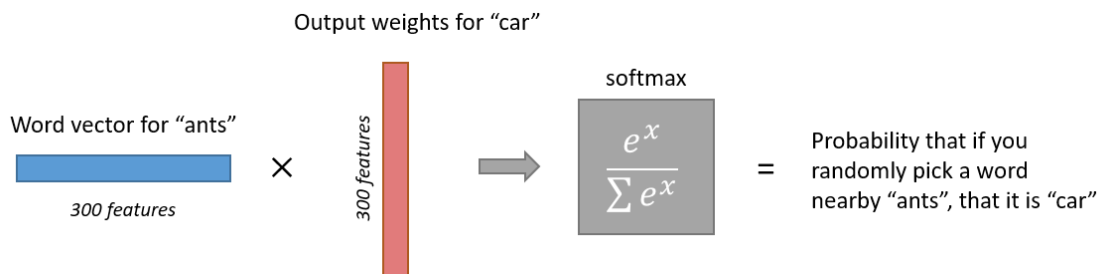 Output weights for “car”
softmax
Word vector for “ants”
300 features
×
300 features
e^x
∑ e^x
=
Probability that if you
randomly pick a word
nearby “ants”, that it is “car”